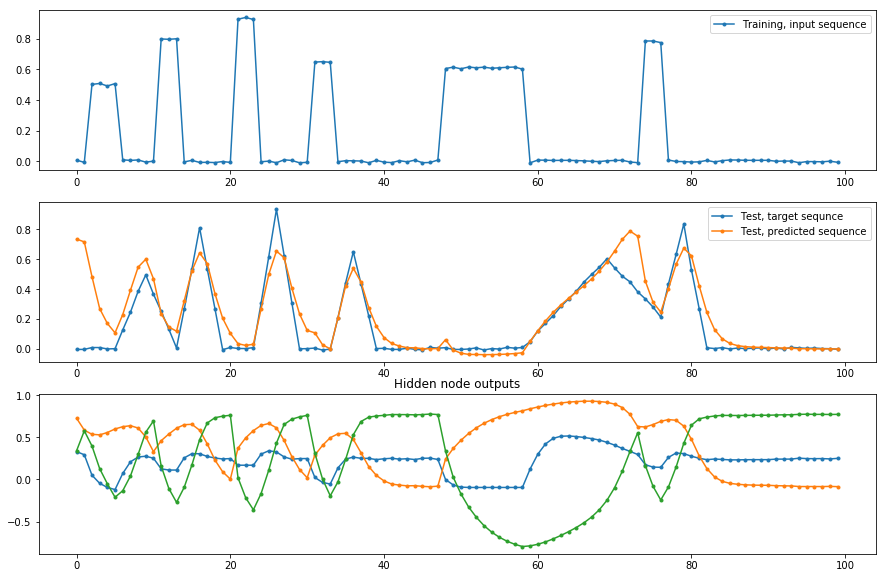 Training, input sequence
0.8
0.6
0.4
0.2
0.0
0 20 40 60 80 100
Test, target sequnce
Test, predicted sequence
0.8
0.6
0.4
0.2
0.0
0 20 40 60 80 100
Hidden node outputs
1.0
0.5
0.0
−0.5
0 20 40 60 80 100